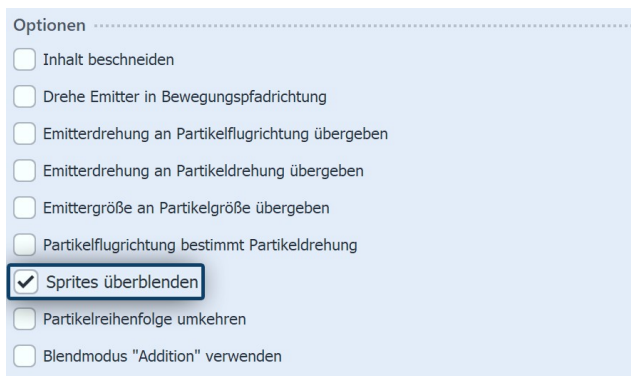 Optionen
Inhalt beschneiden
Drehe Emitter in Bewegungspfadrichtung
Emitterdrehung an Partikelflugrichtung übergeben
Emitterdrehung an Partikeldrehung übergeben
Emittergröße an Partikelgröße übergeben
Partikelflugrichtung bestimmt Partikeldrehung
Sprites überblenden
Partikelreihenfolge umkehren
Blendmodus "Addition" verwenden